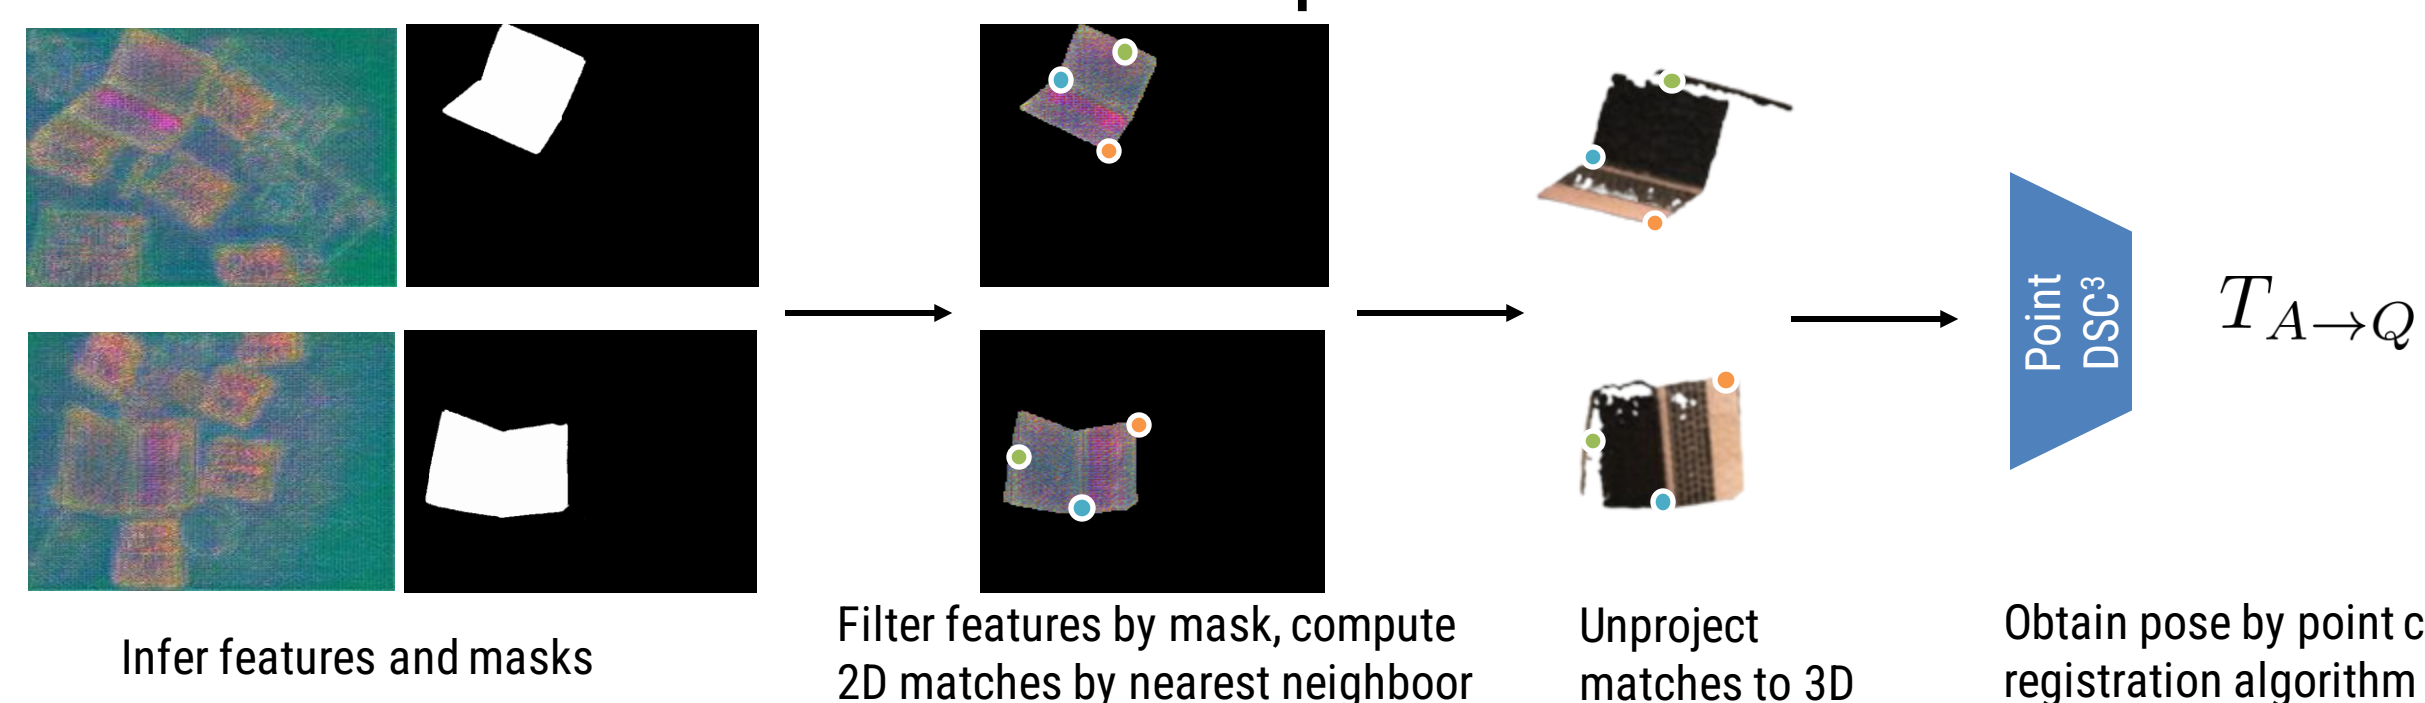 Point
DSC³
T_{A→Q}
Infer features and masks
Filter features by mask, compute
2D matches by nearest neighboor
Unproject
matches to 3D
Obtain pose by point c
registration algorithm